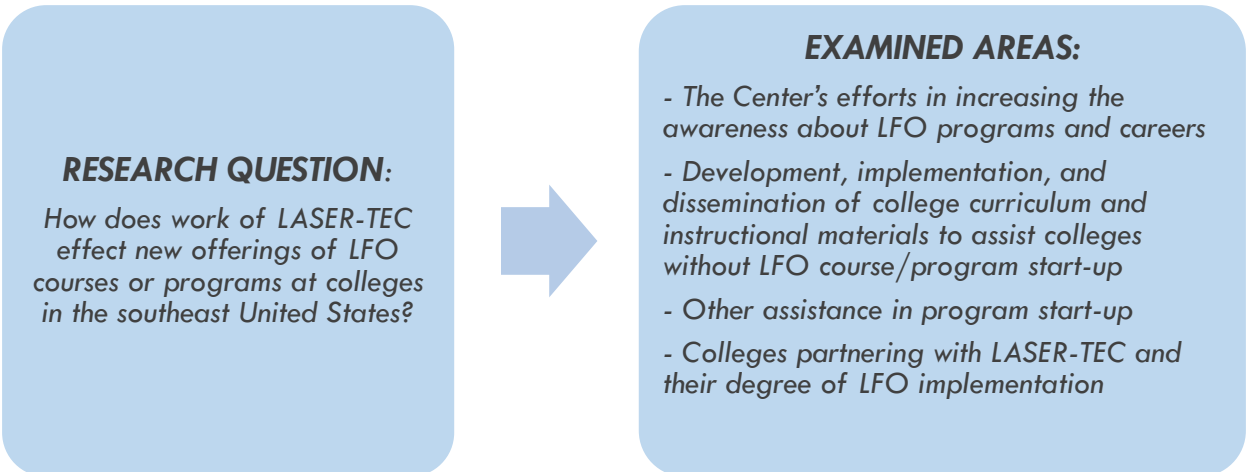 RESEARCH QUESTION:
How does work of LASER-TEC
effect new offerings of LFO
courses or programs at colleges
in the southeast United States?
EXAMINED AREAS:
- The Center’s efforts in increasing the
awareness about LFO programs and careers
- Development, implementation, and
dissemination of college curriculum and
instructional materials to assist colleges
without LFO course/program start-up
- Other assistance in program start-up
- Colleges partnering with LASER-TEC and
their degree of LFO implementation